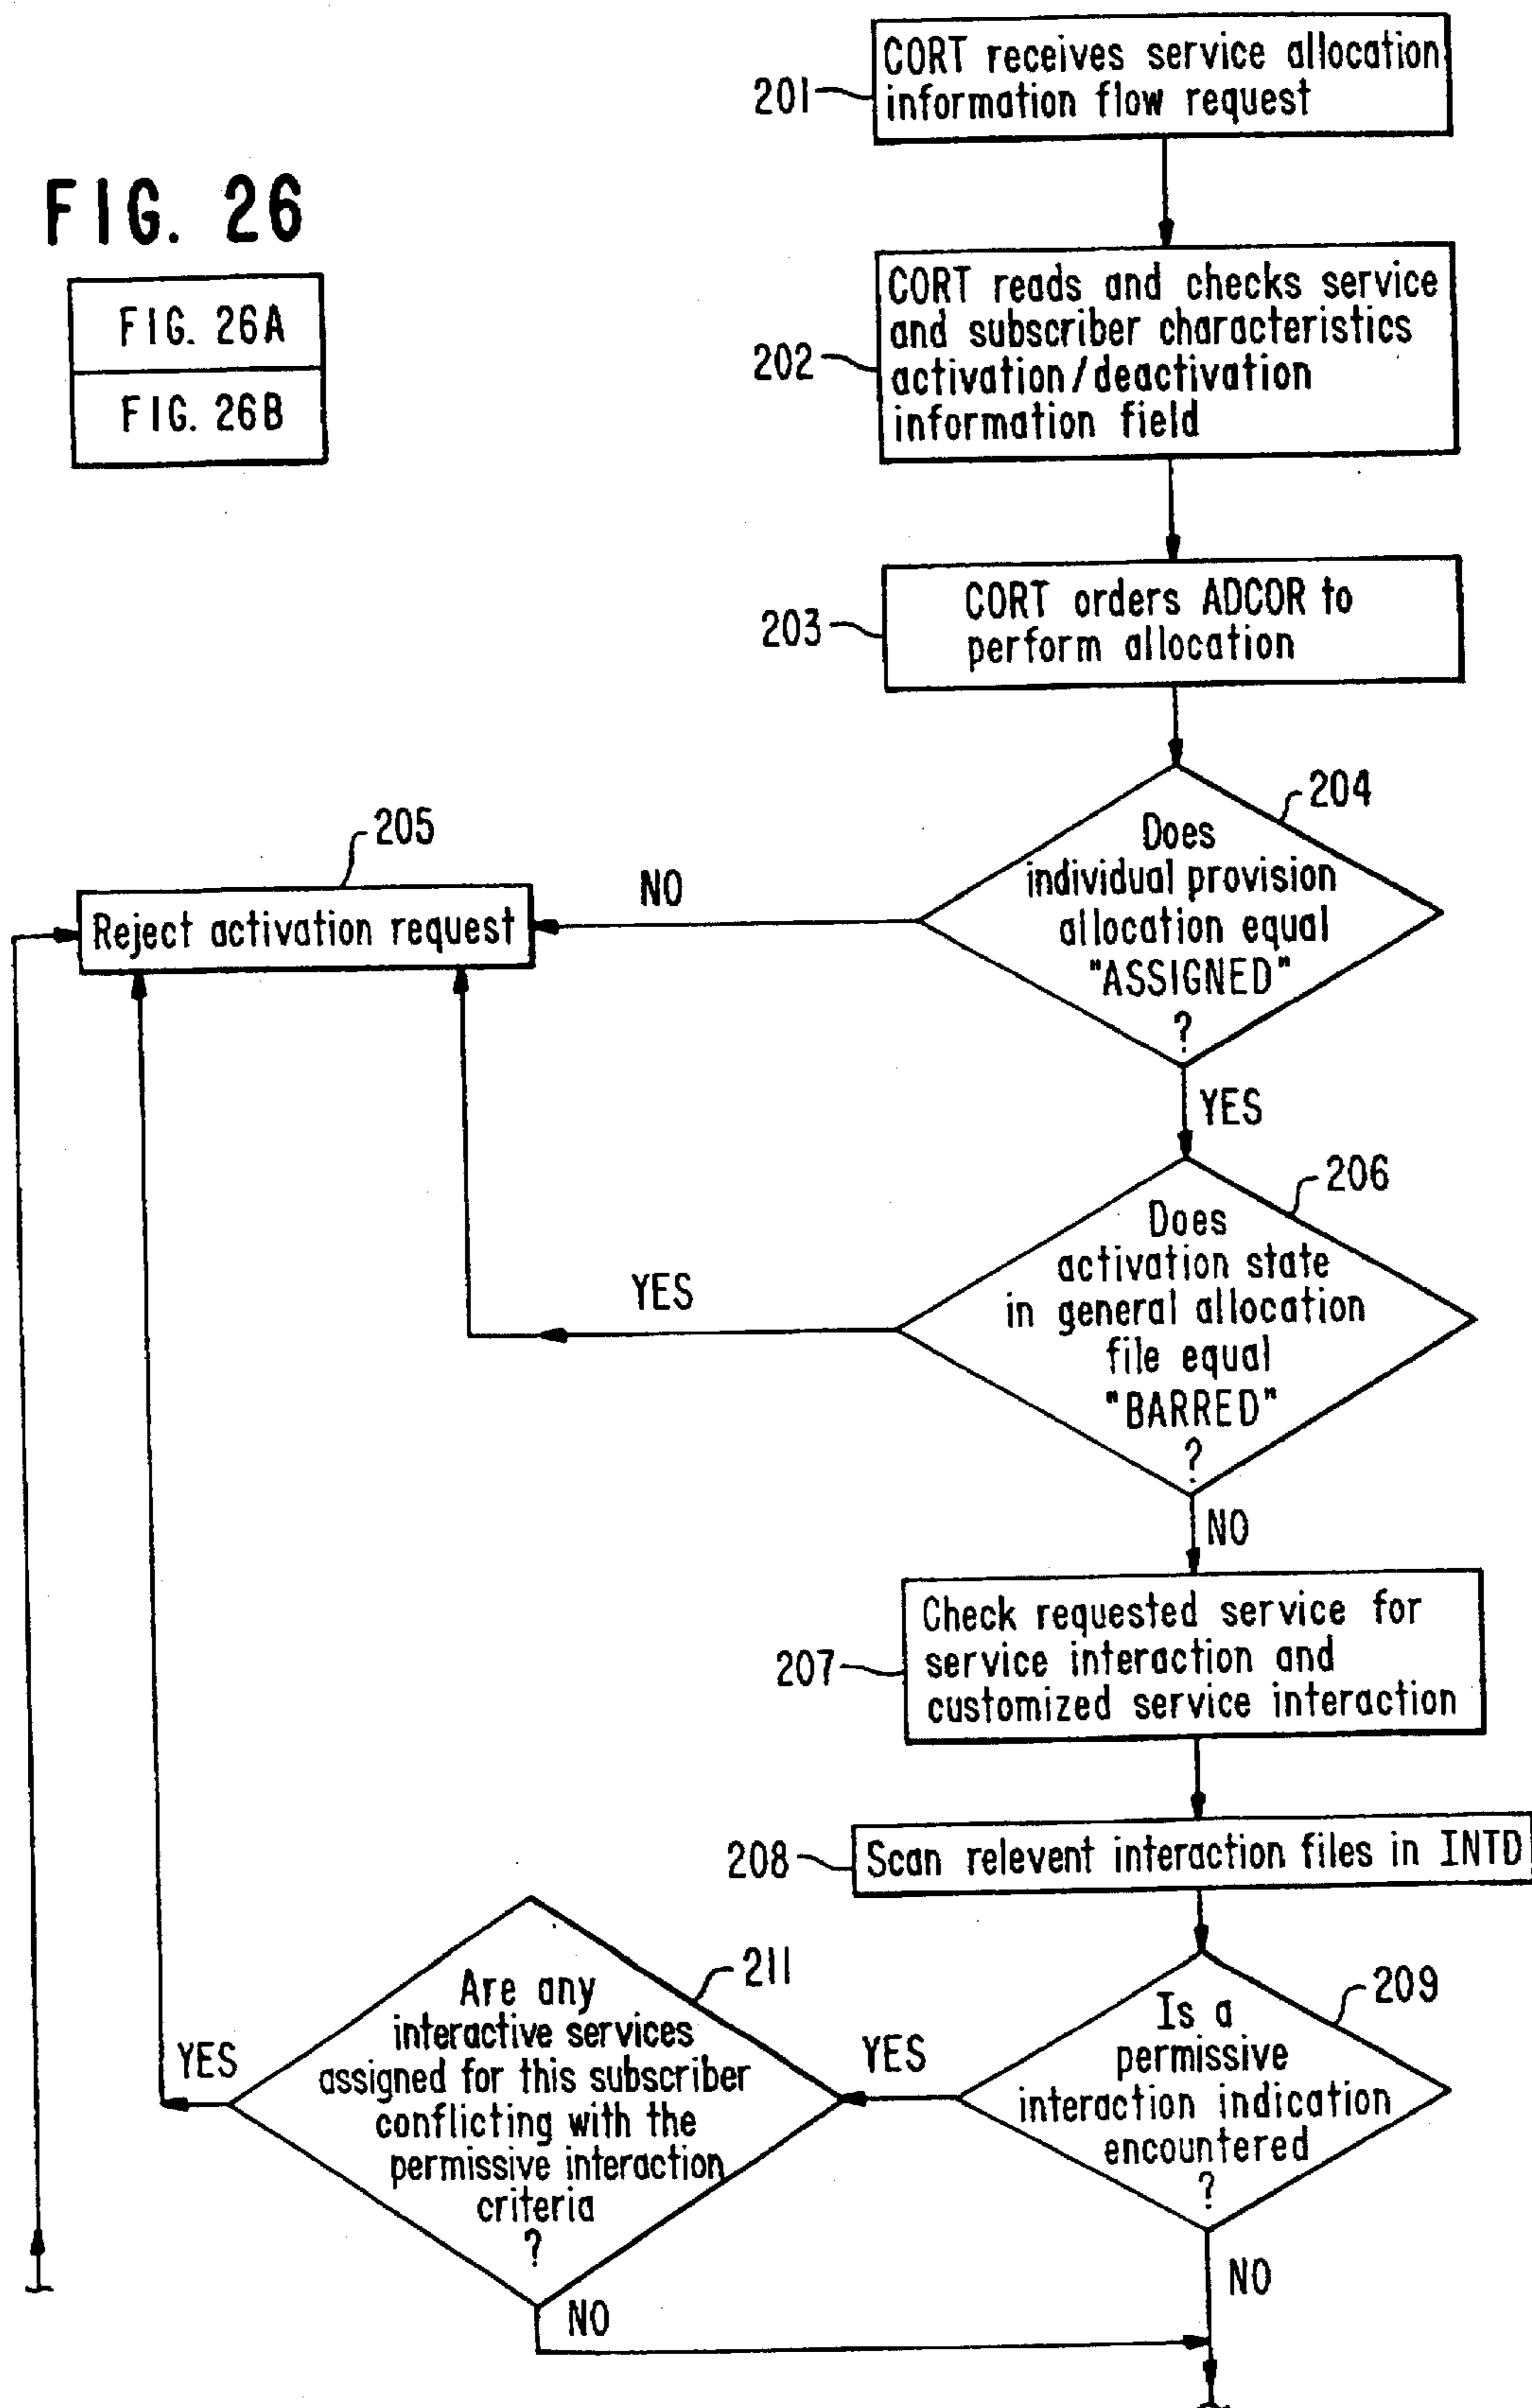 CORT receives service allocation
information flow request
201
FIG. 26
FIG. 26A
FIG. 26B
CORT reads and checks service
and subscriber characteristics
activation/deactivation
information field
202
CORT orders ADCOR to
perform allocation
203
204
Does
individual provision
allocation equal
"ASSIGNED"
?
NO
205
Reject activation request
YES
206
Does
activation state
in general allocation
file equal
"BARRED"
?
YES
NO
Check requested service for
service interaction and
customized service interaction
207
208
Scan relevent interaction files in INTD
209
Is a
permissive
interaction indication
encountered
?
YES
211
Are any
interactive services
assigned for this subscriber
conflicting with the
permissive interaction
criteria
?
YES
NO
NO